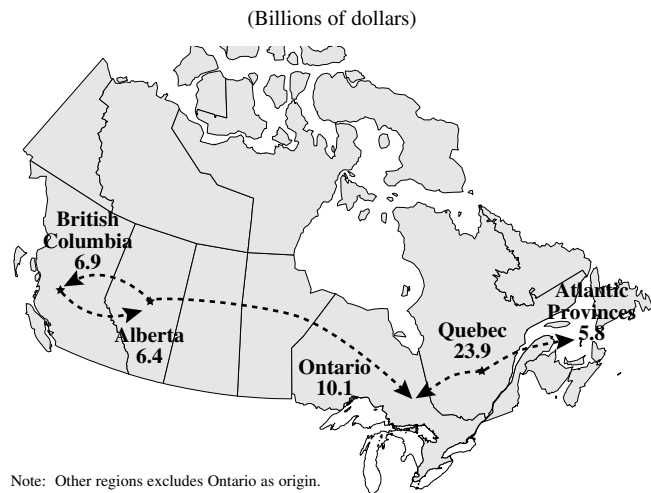 (Billions of dollars)
British
Columbia
6.9
Alberta
6.4
Ontario
10.1
Quebec
23.9
Atlantic
Provinces
5.8
Note: Other regions excludes Ontario as origin.